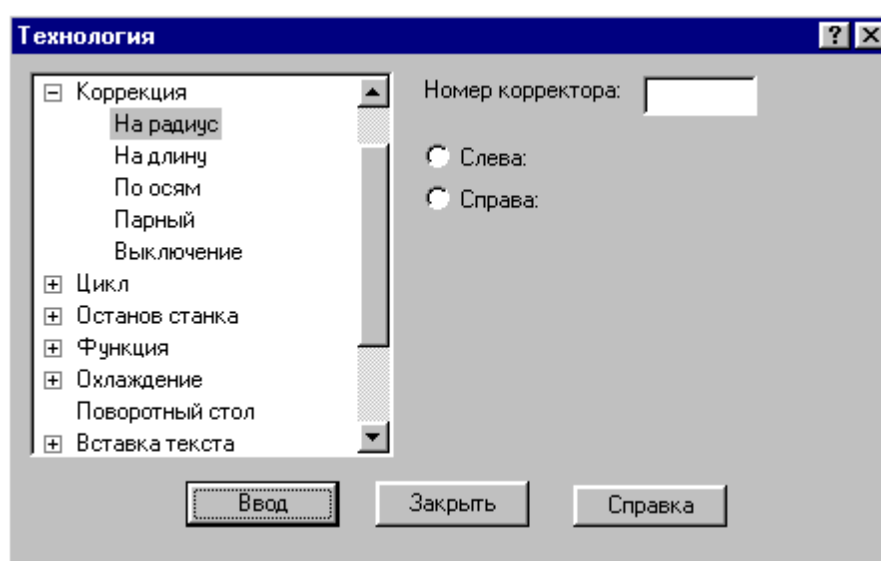 Технология
Коррекция
На радиус
На длину
По осям
Парный
Выключение
Цикл
Останов станка
Функция
Охлаждение
Поворотный стол
Вставка текста
Номер корректора:
Слева:
Справа:
Ввод
Закрыть
Справка